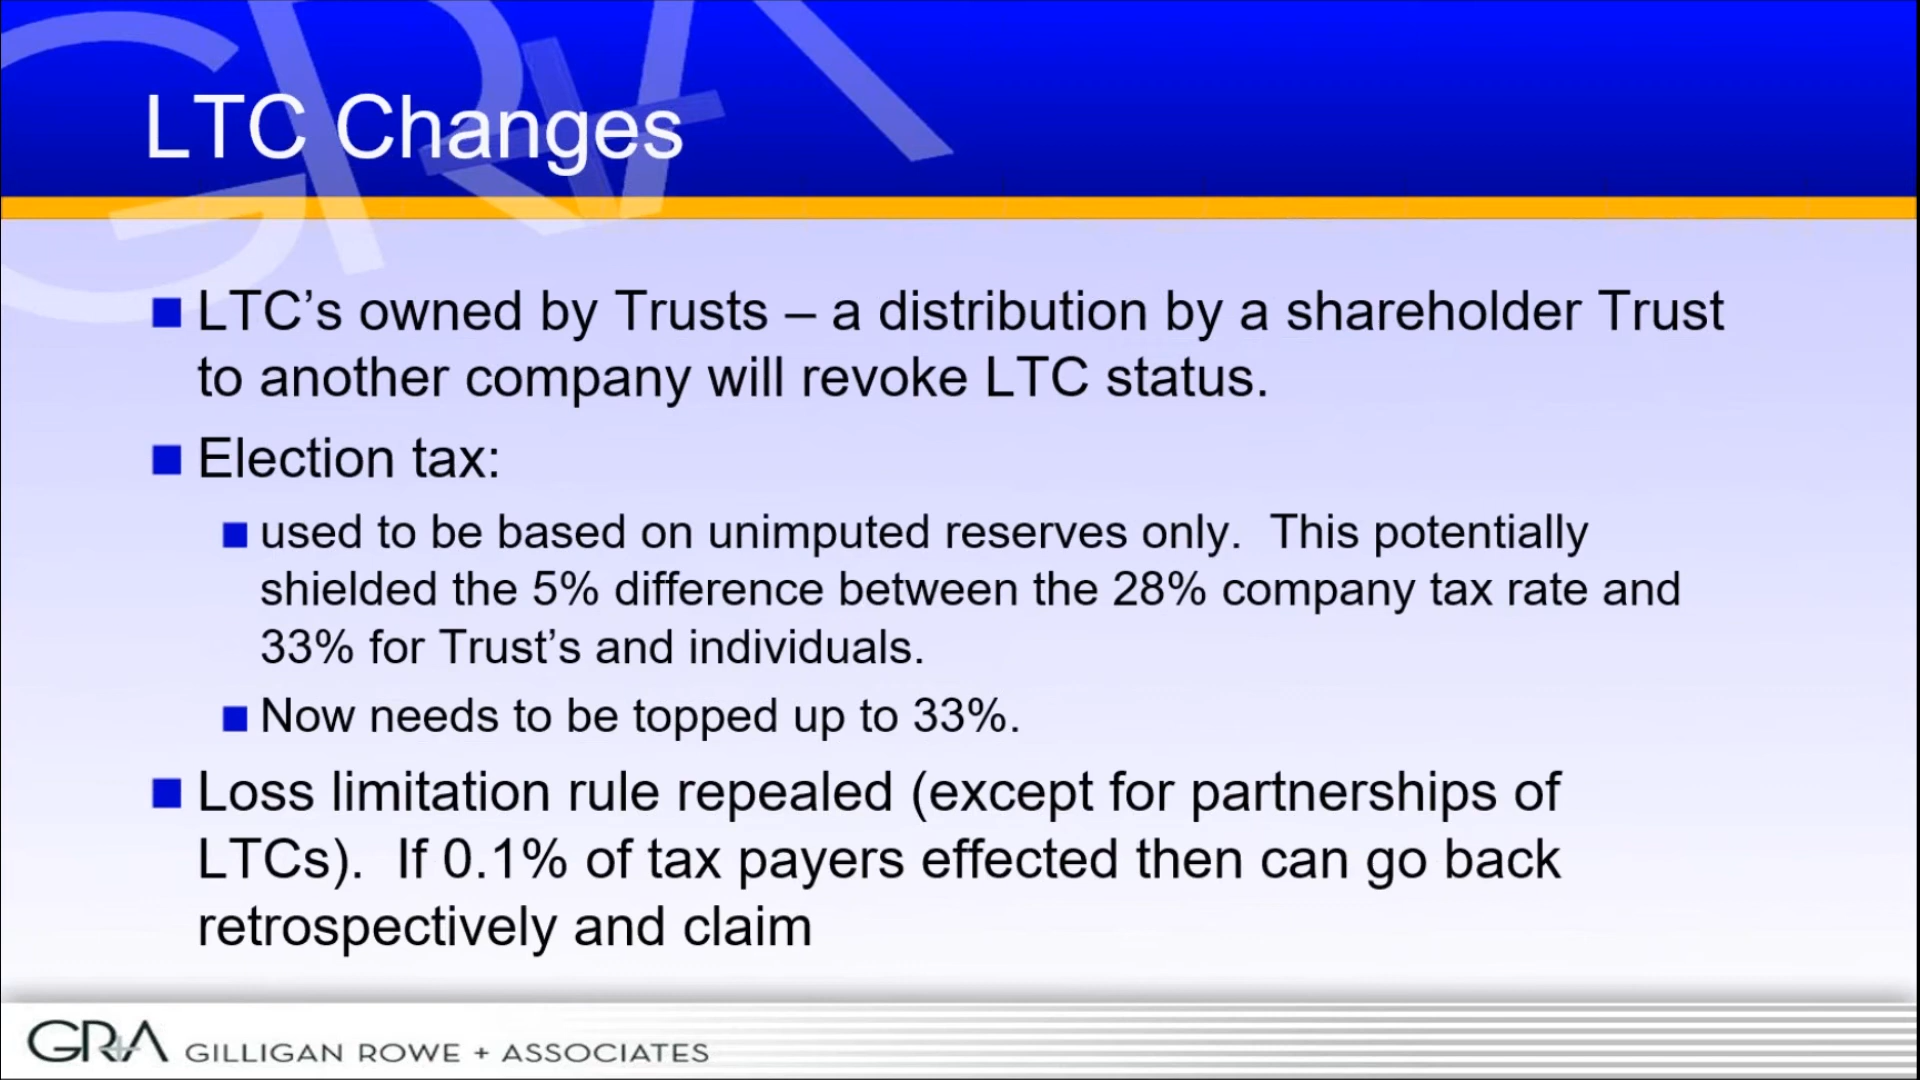 LTC Changes
LTC’s owned by Trusts – a distribution by a shareholder Trust
to another company will revoke LTC status.
Election tax:
used to be based on unimputed reserves only.  This potentially
shielded the 5% difference between the 28% company tax rate and
33% for Trust’s and individuals.
Now needs to be topped up to 33%.
Loss limitation rule repealed (except for partnerships of
LTCs).  If 0.1% of tax payers effected then can go back
retrospectively and claim
GRA GILLIGAN ROWE + ASSOCIATES